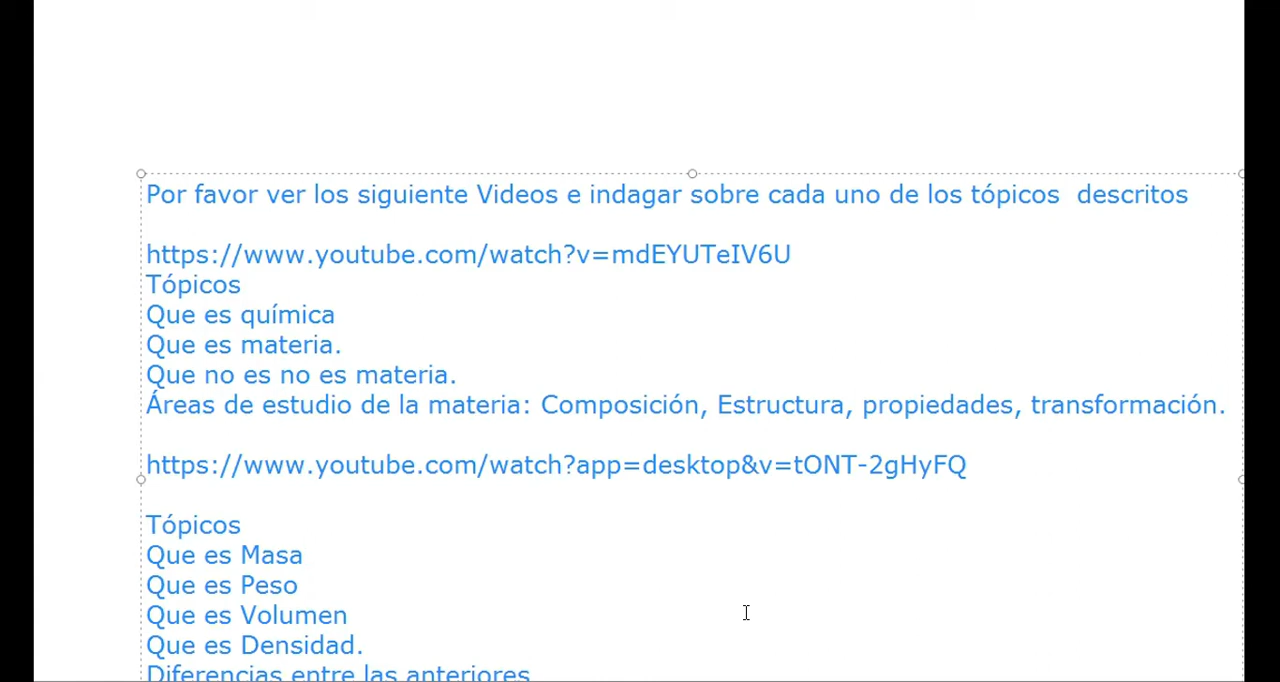 Por favor ver los siguiente Videos e indagar sobre cada uno de los tópicos  descritos
https://www.youtube.com/watch?v=mdEYUTeIV6U
Tópicos
Que es química
Que es materia.
Que no es no es materia.
Áreas de estudio de la materia: Composición, Estructura, propiedades, transformación.
https://www.youtube.com/watch?app=desktop&v=tONT-2gHyFQ
Tópicos
Que es Masa
Que es Peso
Que es Volumen
Que es Densidad.
Diferencias entre las anteriores